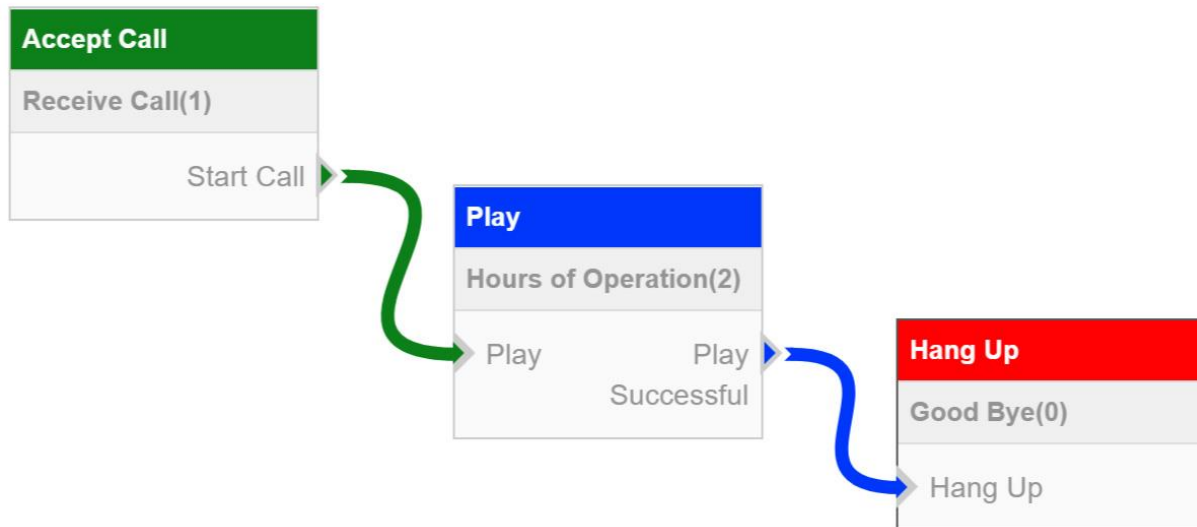 Accept Call
Receive Call(1)
Start Call
Play
Hours of Operation(2)
Play Play
Successful
Hang Up
Good Bye(0)
Hang Up